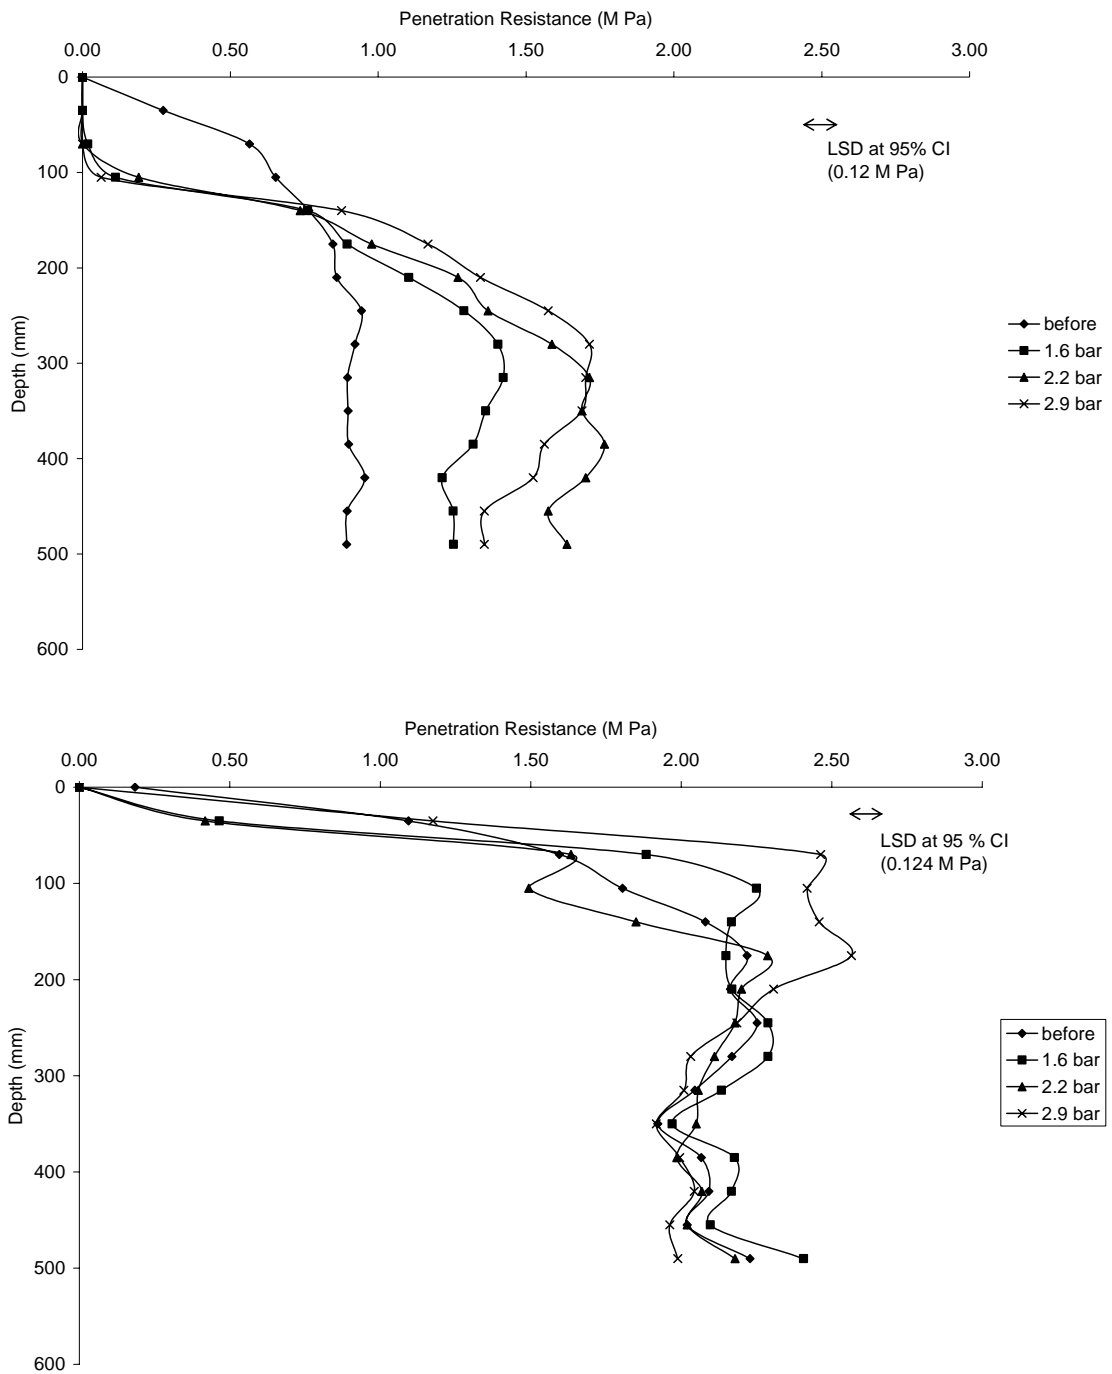 Penetration Resistance (M Pa)
0.00 0.50 1.00 1.50 2.00 2.50 3.00
0
100
200
300
400
500
600
Depth (mm)
LSD at 95% CI
(0.12 M Pa)
before
1.6 bar
2.2 bar
2.9 bar
Penetration Resistance (M Pa)
0.00 0.50 1.00 1.50 2.00 2.50 3.00
0
100
200
300
400
500
600
Depth (mm)
LSD at 95 % CI
(0.124 M Pa)
before
1.6 bar
2.2 bar
2.9 bar